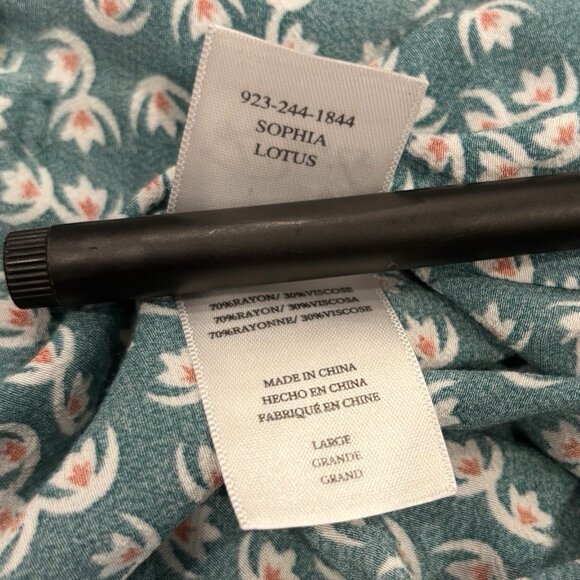 923-244-1844
SOPHIA
LOTUS
70%RAYON/ 30%VISCOSE
70%RAYON/ 30%VISCOSA
70%RAYONNE/ 30%VISCOSE
MADE IN CHINA
HECHO EN CHINA
FABRIQUÉ EN CHINE
LARGE
GRANDE
GRAND